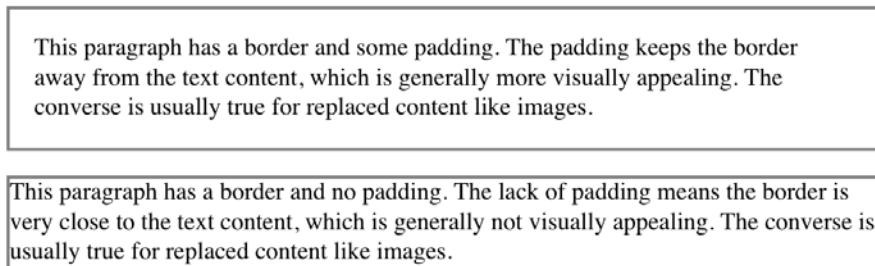 This paragraph has a border and some padding. The padding keeps the border
away from the text content, which is generally more visually appealing. The
converse is usually true for replaced content like images.
This paragraph has a border and no padding. The lack of padding means the border is
very close to the text content, which is generally not visually appealing. The converse is
usually true for replaced content like images.